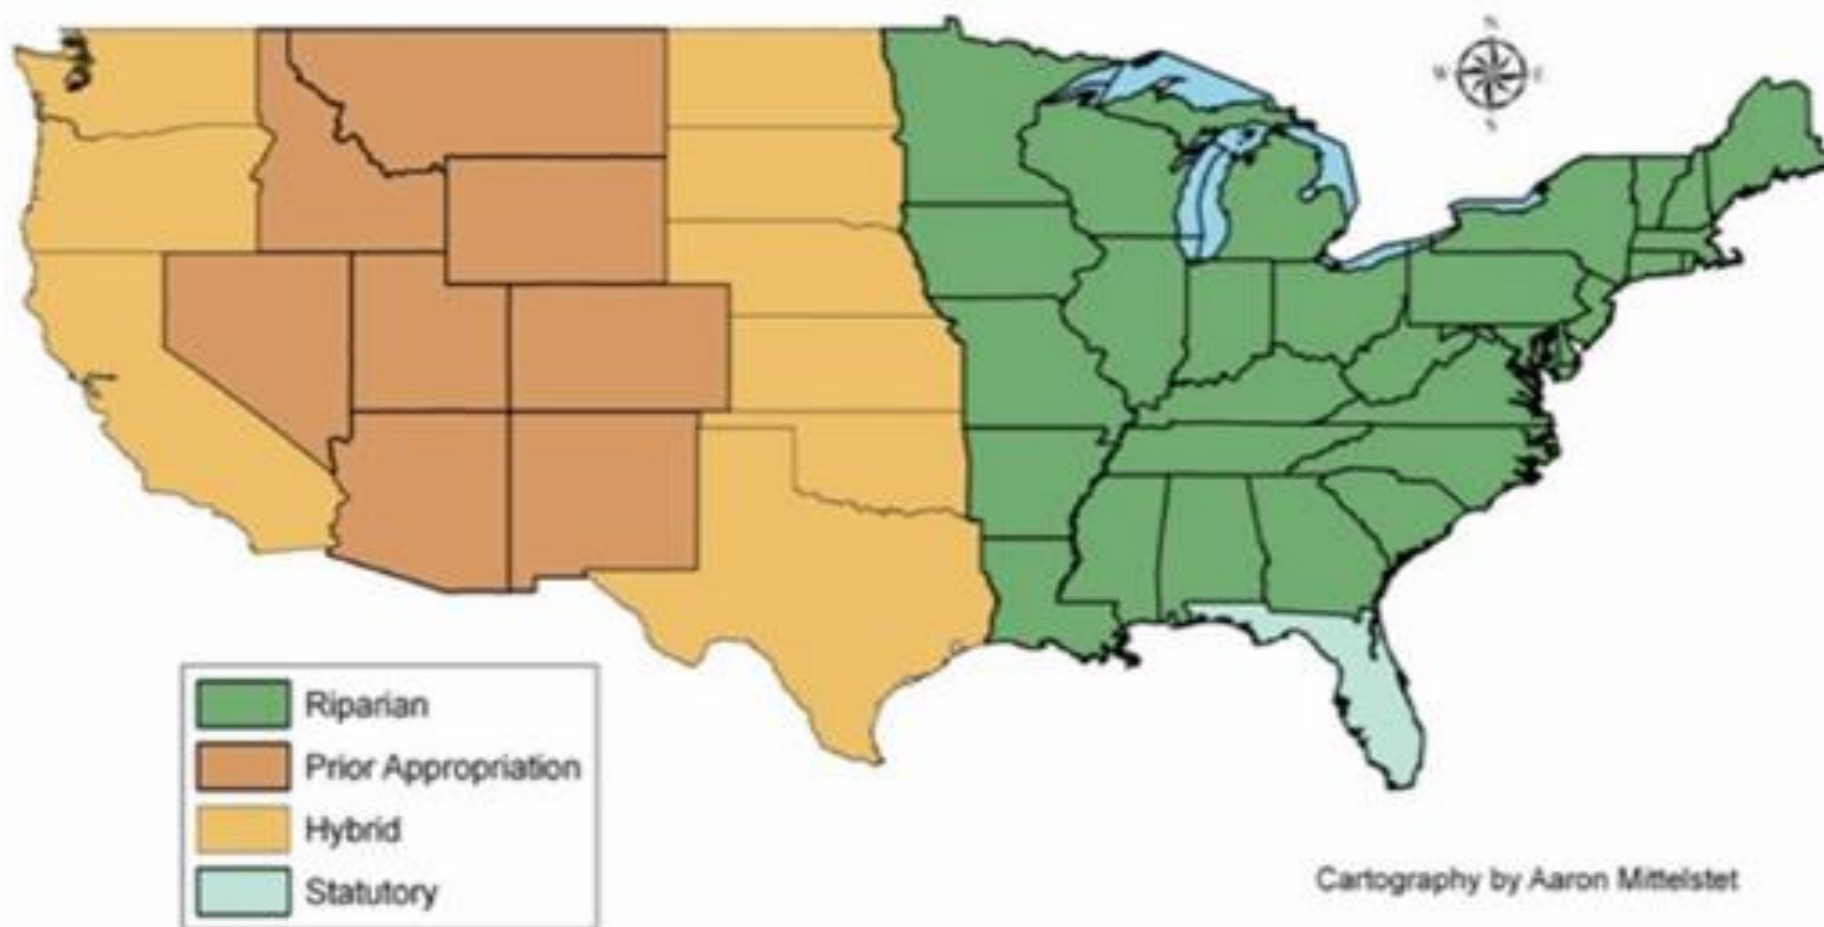 N
W E
S
Riparian
Prior Appropriation
Hybrid
Statutory
Cartography by Aaron Mittelstet